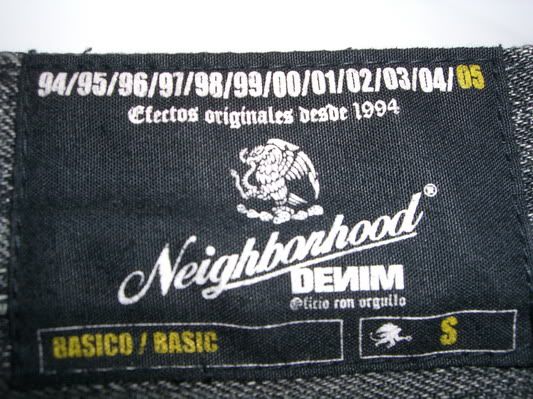 94/95/96/97/98/99/00/01/02/03/04/05
Efectos originales desde 1994
Neighborhood®
DENIM
Oficio con orgullo
BASICO / BASIC
S